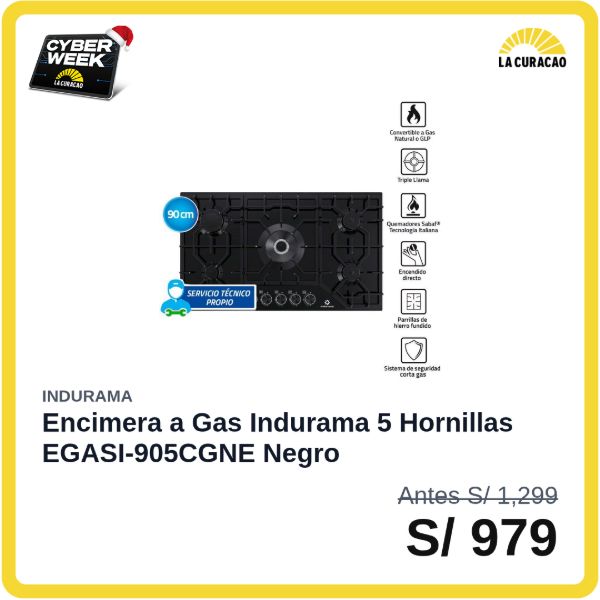 CYBER
WEEK
LA CURACAO
LA CURACAO
Convertible a Gas
Natural o GLP
Triple Llama
90 cm
Quemadores Sabaf®
Tecnología Italiana
Encendido
directo
SERVICIO TÉCNICO
PROPIO
Parrillas de
hierro fundido
Sistema de seguridad
corta gas
INDURAMA
Encimera a Gas Indurama 5 Hornillas
EGASI-905CGNE Negro
Antes S/ 1,299
S/ 979